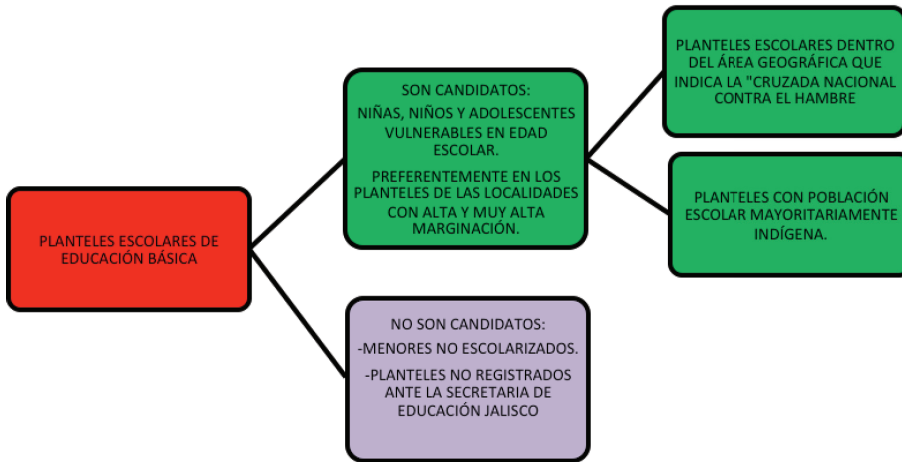 PLANTELES ESCOLARES DE
EDUCACIÓN BÁSICA
SON CANDIDATOS:
NIÑAS, NIÑOS Y ADOLESCENTES
VULNERABLES EN EDAD
ESCOLAR.
PREFERENTEMENTE EN LOS
PLANTELES DE LAS LOCALIDADES
CON ALTA Y MUY ALTA
MARGINACIÓN.
PLANTELES ESCOLARES DENTRO
DEL ÁREA GEOGRÁFICA QUE
INDICA LA "CRUZADA NACIONAL
CONTRA EL HAMBRE
PLANTELES CON POBLACIÓN
ESCOLAR MAYORITARIAMENTE
INDÍGENA.
NO SON CANDIDATOS:
-MENORES NO ESCOLARIZADOS.
-PLANTELES NO REGISTRADOS
ANTE LA SECRETARIA DE
EDUCACIÓN JALISCO